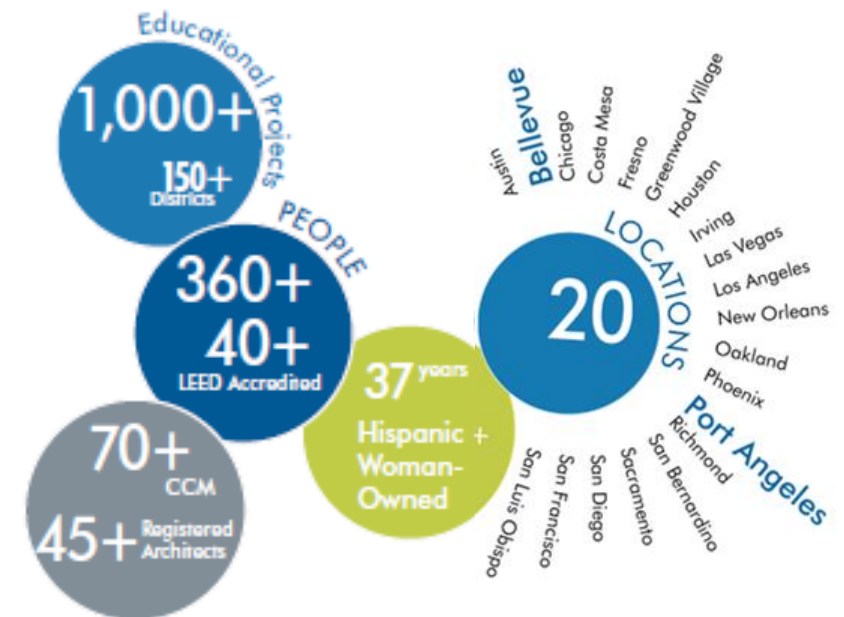 Educational Projects
1,000+
150+
Districts
PEOPLE
360+
40+
LEED Accredited
70+
CCM
45+ Registered
Architects
37 years
Hispanic +
Woman-
Owned
20
LOCATIONS
Austin
Bellevue
Chicago
Costa Mesa
Fresno
Greenwood Village
Houston
Irving
Las Vegas
Los Angeles
New Orleans
Oakland
Phoenix
Port Angeles
Richmond
San Bernardino
Sacramento
San Diego
San Francisco
San Luis Obispo